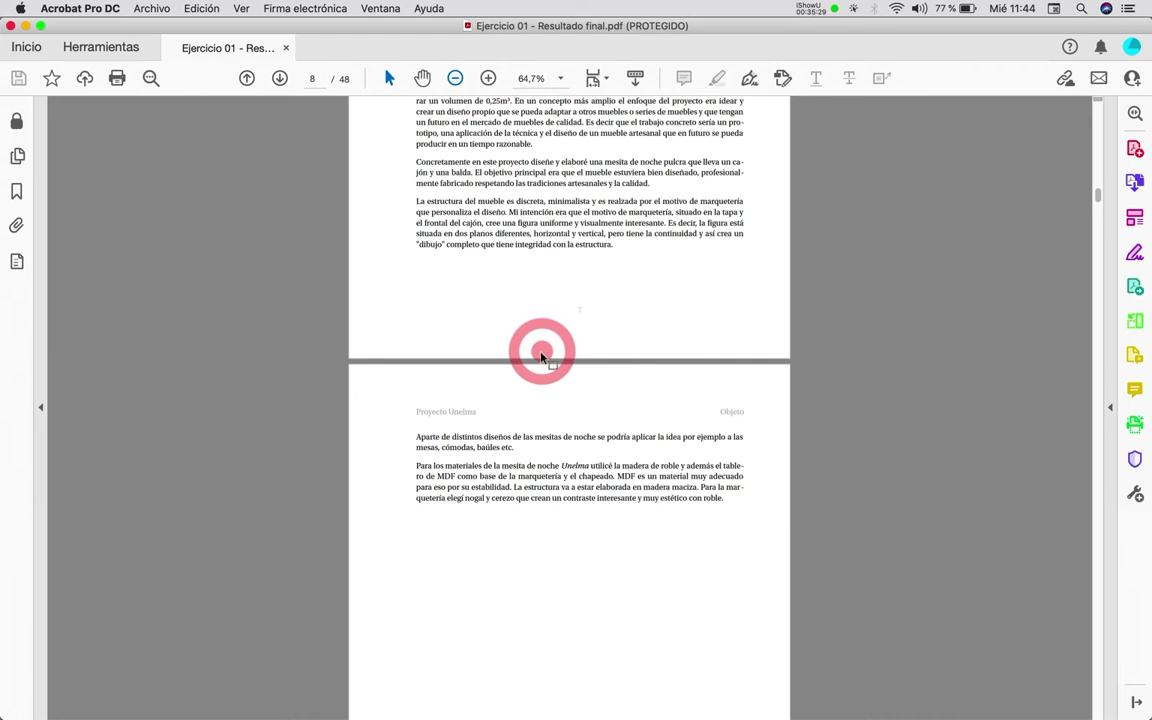 Acrobat Pro DC Archivo Edición Ver Firma electrónica Ventana Ayuda
iShowU
00:35:29
77 %
Mié 11:44
Ejercicio 01 - Resultado final.pdf (PROTEGIDO)
Inicio Herramientas Ejercicio 01 - Res... ×
8 / 48
64,7%
rar un volumen de 0,25m³. En un concepto más amplio el enfoque del proyecto era idear y
crear un diseño propio que se pueda adaptar a otros muebles o series de muebles y que tengan
un futuro en el mercado de muebles de calidad. Es decir que el trabajo concreto sería un pro-
totipo, una aplicación de la técnica y el diseño de un mueble artesanal que en futuro se pueda
producir en un tiempo razonable.
Concretamente en este proyecto diseñe y elaboré una mesita de noche pulcra que lleva un ca-
jón y una balda. El objetivo principal era que el mueble estuviera bien diseñado, profesional-
mente fabricado respetando las tradiciones artesanales y la calidad.
La estructura del mueble es discreta, minimalista y es realzada por el motivo de marquetería
que personaliza el diseño. Mi intención era que el motivo de marquetería, situado en la tapa y
el frontal del cajón, cree una figura uniforme y visualmente interesante. Es decir, la figura está
situada en dos planos diferentes, horizontal y vertical, pero tiene la continuidad y así crea un
"dibujo" completo que tiene integridad con la estructura.
7
Proyecto Unelma Objeto
Aparte de distintos diseños de las mesitas de noche se podría aplicar la idea por ejemplo a las
mesas, cómodas, baúles etc.
Para los materiales de la mesita de noche Unelma utilicé la madera de roble y además el table-
ro de MDF como base de la marquetería y el chapeado. MDF es un material muy adecuado
para eso por su estabilidad. La estructura va a estar elaborada en madera maciza. Para la mar-
quetería elegí nogal y cerezo que crean un contraste interesante y muy estético con roble.